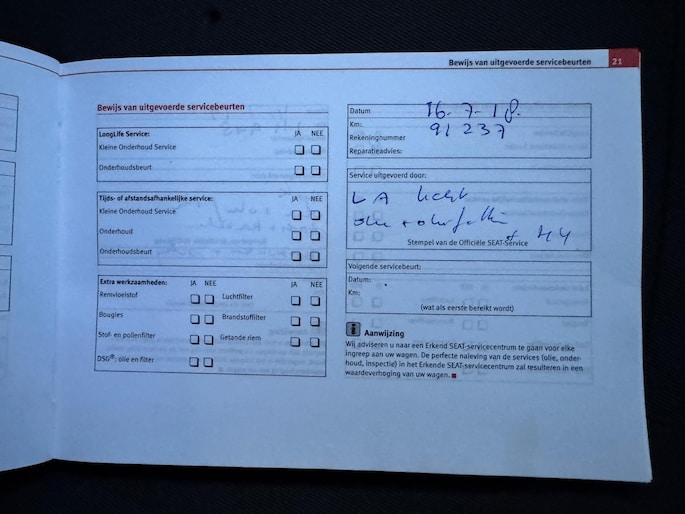 Bewijs van uitgevoerde servicebeurten 21
Bewijs van uitgevoerde servicebeurten
LongLife Service: JA NEE
Kleine Onderhoud Service
Onderhoudsbeurt
Tijds- of afstandsafhankelijke service: JA NEE
Kleine Onderhoud Service
Onderhoud
Onderhoudsbeurt
Extra werkzaamheden: JA NEE JA NEE
Remvloeistof Luchtfilter
Bougies Brandstoffilter
Stof- en pollenfilter Getande riem
DSG®, olie en filter
Datum 16-7-18.
Km: 91237
Rekeningnummer
Reparatieadvies:
Service uitgevoerd door:
LA
Stempel van de Officiële SEAT-Service
Volgende servicebeurt:
Datum:
Km:
(wat als eerste bereikt wordt)
Aanwijzing
Wij adviseren u naar een Erkend SEAT-servicecentrum te gaan voor elke
ingreep aan uw wagen. De perfecte naleving van de services (olie, onder-
houd, inspectie) in het Erkende SEAT-servicecentrum zal resulteren in een
waardeverhoging van uw wagen.